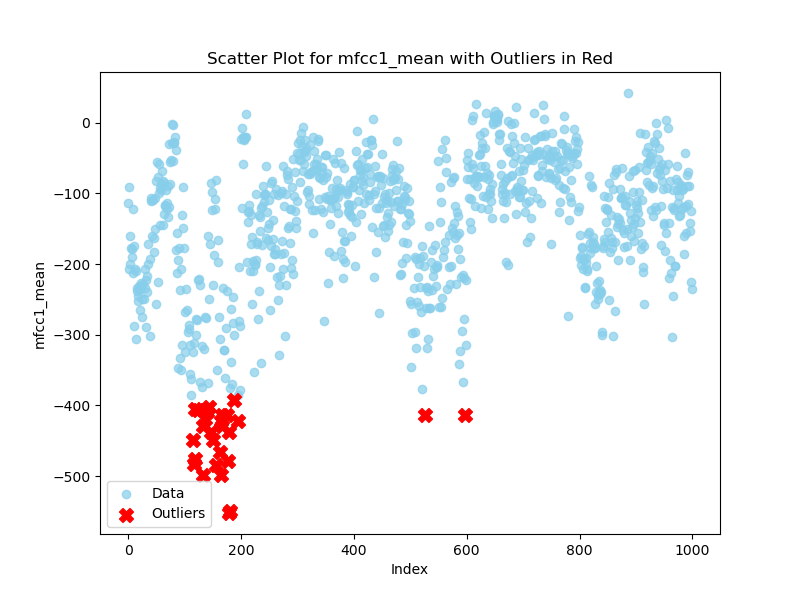 Scatter Plot for mfcc1_mean with Outliers in Red
mfcc1_mean
0
−100
−200
−300
−400
−500
Data
Outliers
0 200 400 600 800 1000
Index